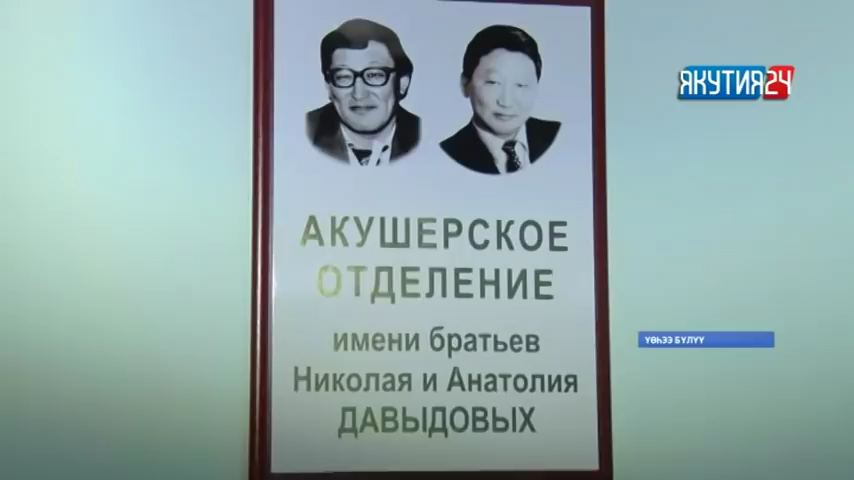 ЯКУТИЯ24
АКУШЕРСКОЕ
ОТДЕЛЕНИЕ
имени братьев
Николая и Анатолия
ДАВЫДОВЫХ
ҮӨҺЭЭ БҮЛҮҮ